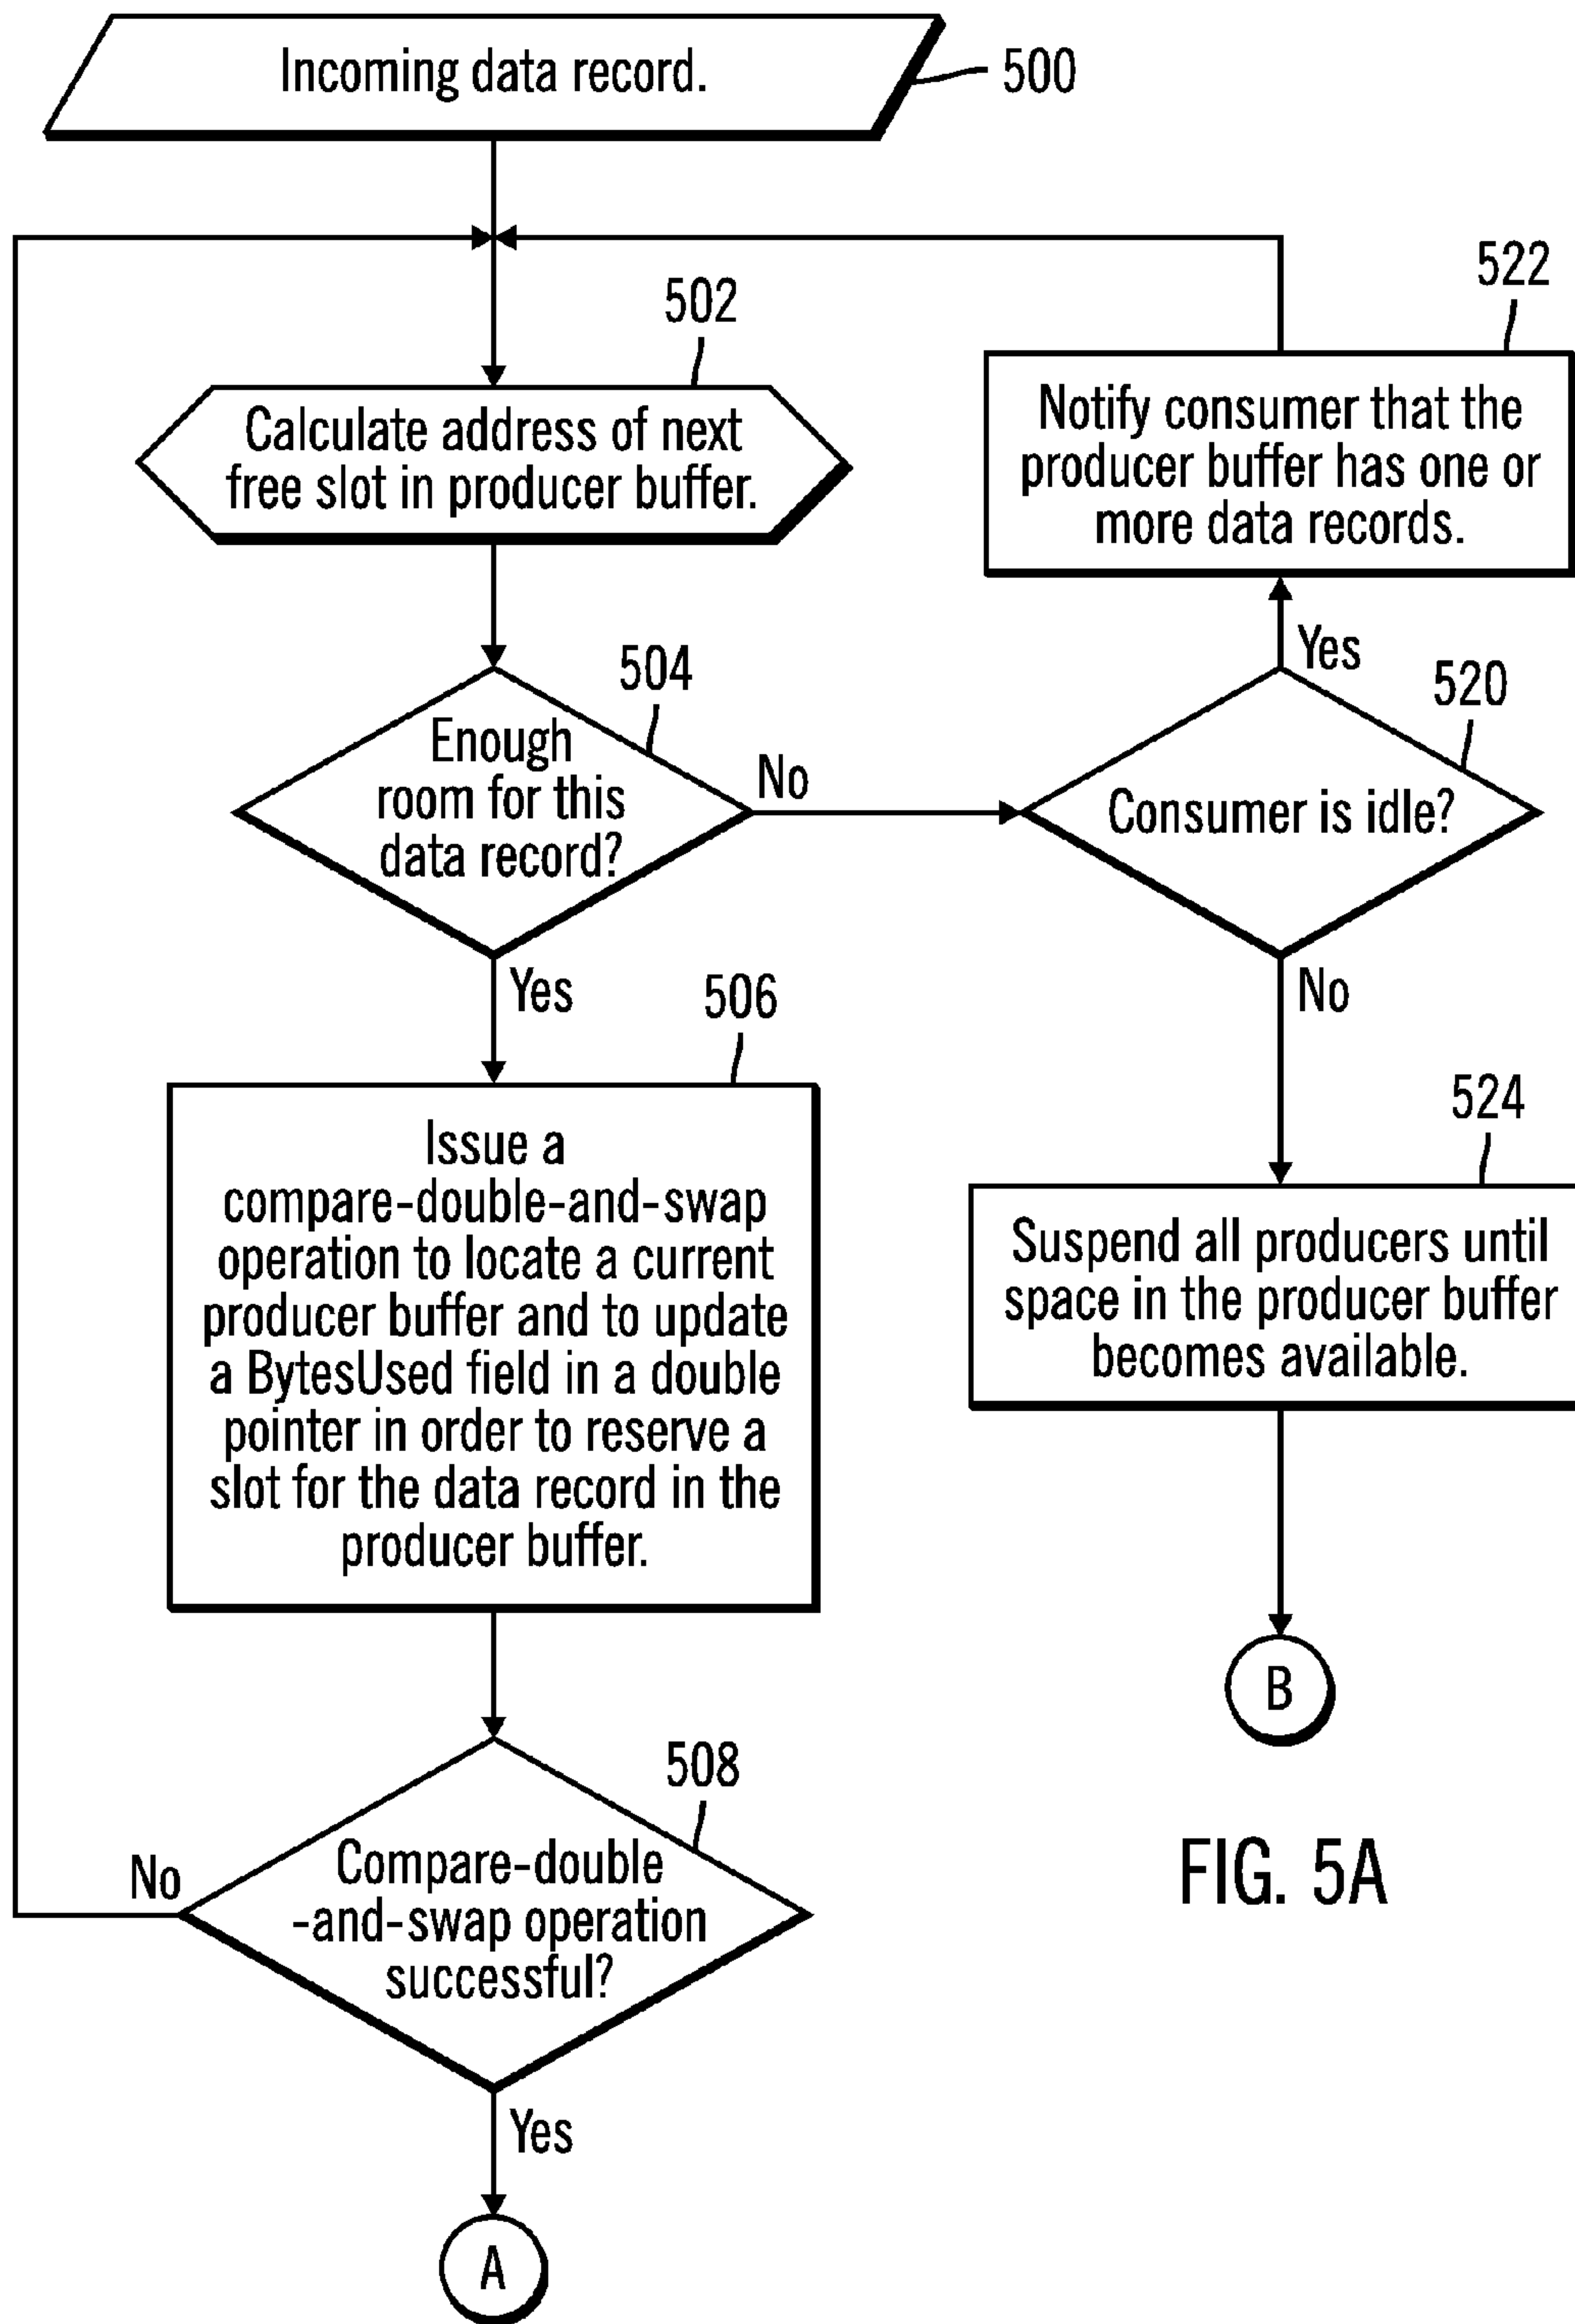 Incoming data record.
500
502
Calculate address of next
free slot in producer buffer.
522
Notify consumer that the
producer buffer has one or
more data records.
504
Enough
room for this
data record?
No
Yes
520
Consumer is idle?
Yes
No
506
Issue a
compare-double-and-swap
operation to locate a current
producer buffer and to update
a BytesUsed field in a double
pointer in order to reserve a
slot for the data record in the
producer buffer.
524
Suspend all producers until
space in the producer buffer
becomes available.
B
508
Compare-double
-and-swap operation
successful?
No
Yes
A
FIG. 5A